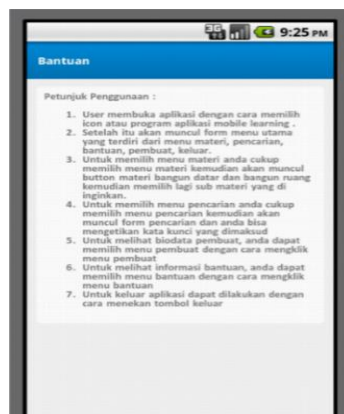 3G 9:25 PM
Bantuan
Petunjuk Penggunaan :
1. User membuka aplikasi dengan cara memilih
icon atau program aplikasi mobile learning .
2. Setelah itu akan muncul form menu utama
yang terdiri dari menu materi, pencarian,
bantuan, pembuat, keluar.
3. Untuk memilih menu materi anda cukup
memilih menu materi kemudian akan muncul
button materi bangun datar dan bangun ruang
kemudian memilih lagi sub materi yang di
inginkan.
4. Untuk memilih menu pencarian anda cukup
memilih menu pencarian kemudian akan
muncul form pencarian dan anda bisa
mengetikan kata kunci yang dimaksud
5. Untuk melihat biodata pembuat, anda dapat
memilih menu pembuat dengan cara mengklik
menu pembuat
6. Untuk melihat informasi bantuan, anda dapat
memilih menu bantuan dengan cara mengklik
menu bantuan
7. Untuk keluar aplikasi dapat dilakukan dengan
cara menekan tombol keluar